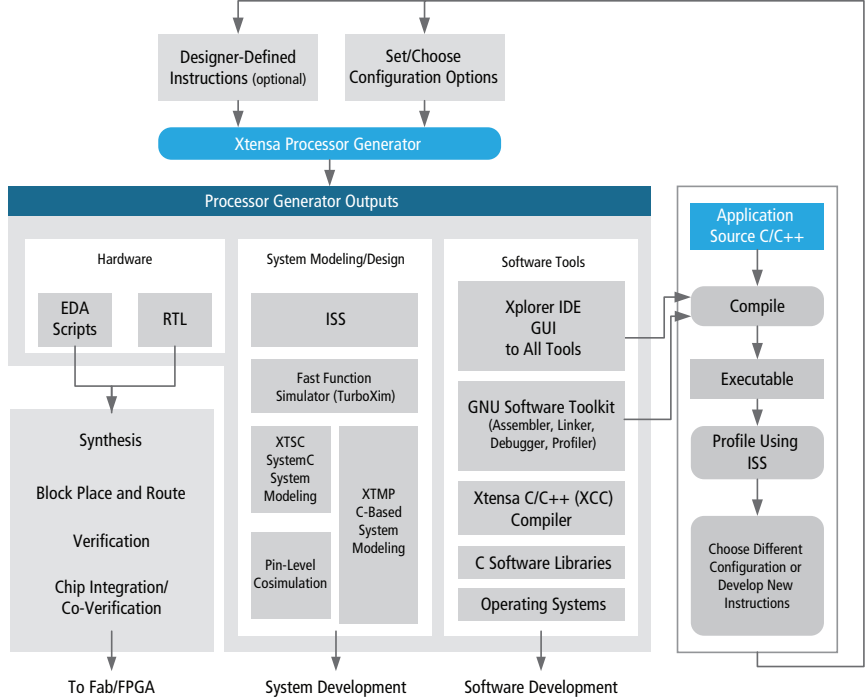 Designer-Defined
Instructions (optional)
Set/Choose
Configuration Options
Xtensa Processor Generator
Processor Generator Outputs
Hardware
EDA
Scripts
RTL
System Modeling/Design
ISS
Fast Function
Simulator (TurboXim)
XTSC
SystemC
System
Modeling
XTMP
C-Based
System
Modeling
Pin-Level
Cosimulation
Software Tools
Xplorer IDE
GUI
to All Tools
GNU Software Toolkit
(Assembler, Linker,
Debugger, Profiler)
Xtensa C/C++ (XCC)
Compiler
C Software Libraries
Operating Systems
Application
Source C/C++
Compile
Executable
Profile Using
ISS
Choose Different
Configuration or
Develop New
Instructions
Synthesis
Block Place and Route
Verification
Chip Integration/
Co-Verification
To Fab/FPGA
System Development
Software Development